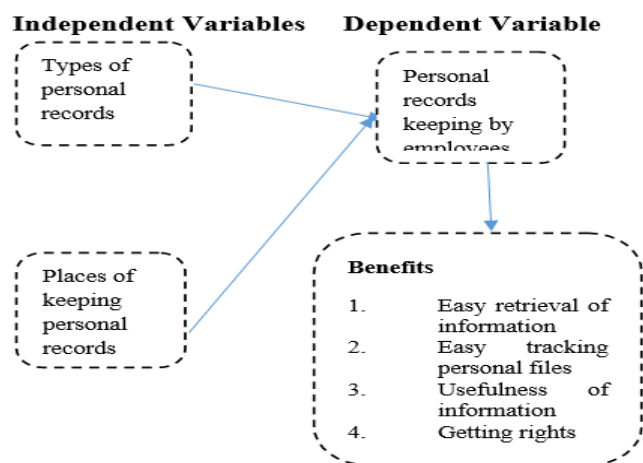 Independent Variables
Dependent Variable
Types of
personal
records
Personal
records
keeping by
employees
Places of
keeping
personal
records
Benefits
1. Easy retrieval of
information
2. Easy tracking
personal files
3. Usefulness of
information
4. Getting rights